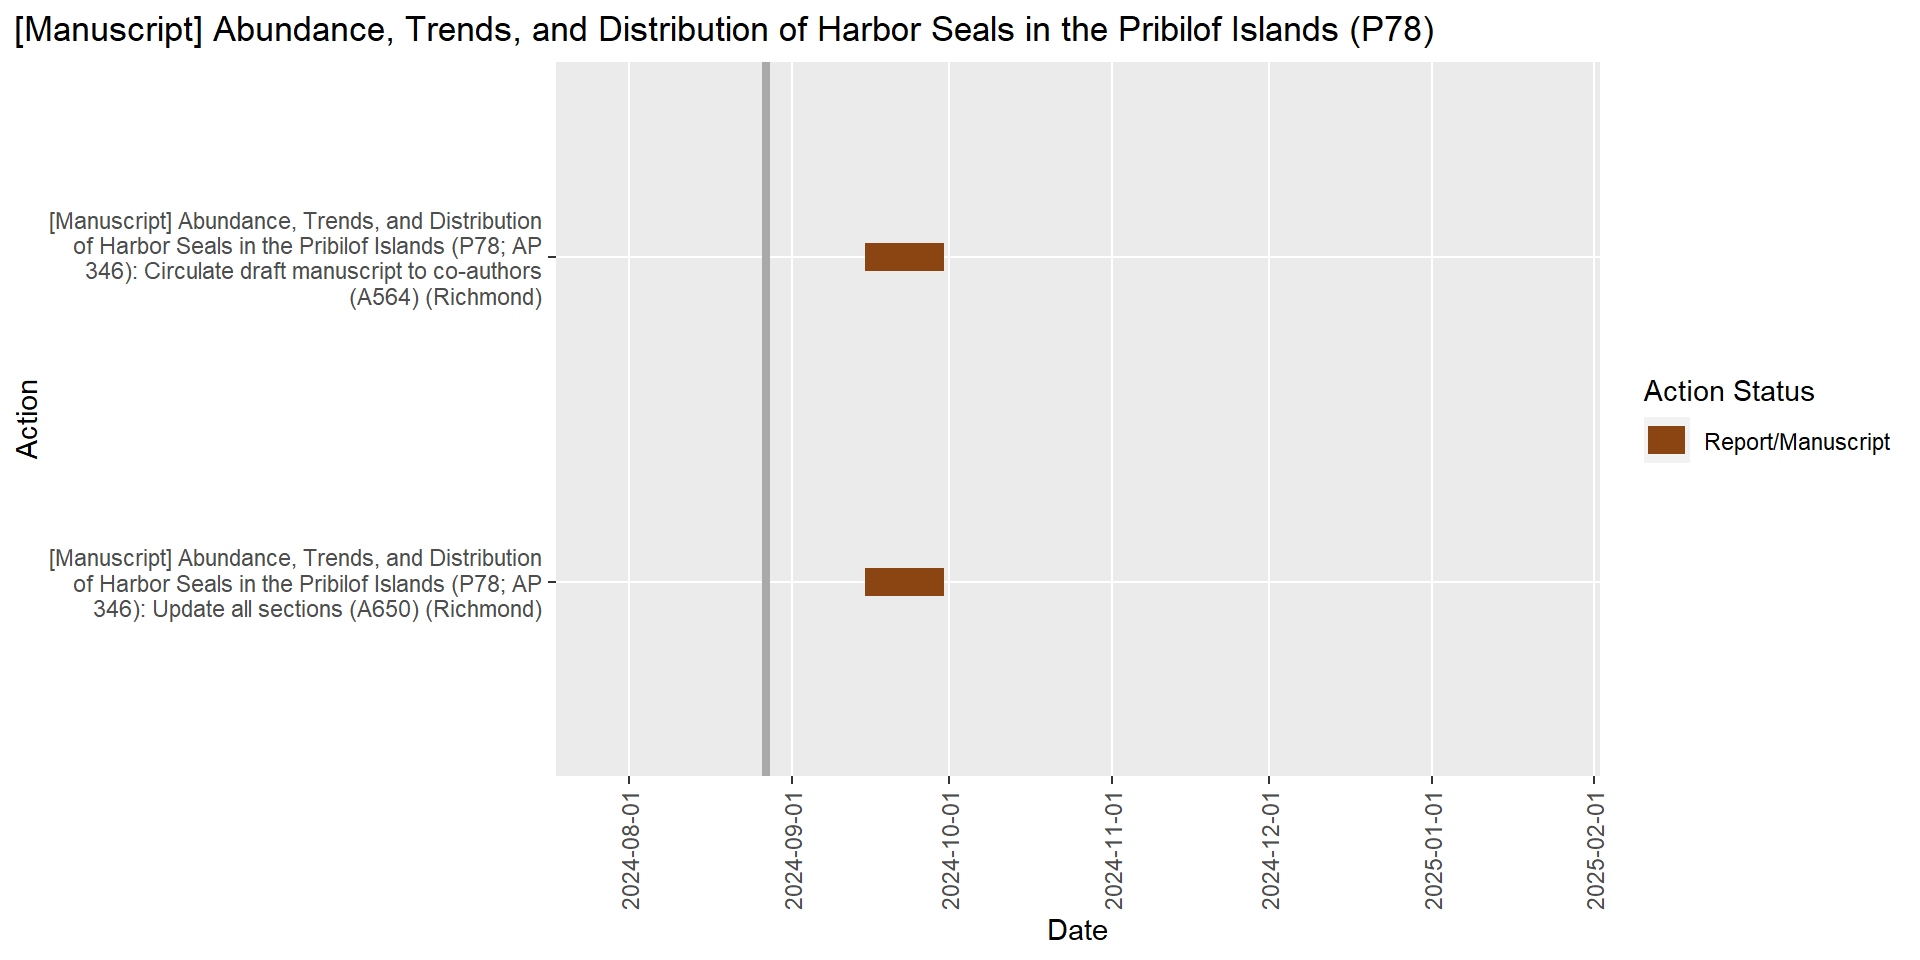 [Manuscript] Abundance, Trends, and Distribution of Harbor Seals in the Pribilof Islands (P78)
[Manuscript] Abundance, Trends, and Distribution
of Harbor Seals in the Pribilof Islands (P78; AP
346): Circulate draft manuscript to co-authors
(A564) (Richmond)
Action
[Manuscript] Abundance, Trends, and Distribution
of Harbor Seals in the Pribilof Islands (P78; AP
346): Update all sections (A650) (Richmond)
Action Status
Report/Manuscript
2024-08-01
2024-09-01
2024-10-01
2024-11-01
2024-12-01
2025-01-01
2025-02-01
Date